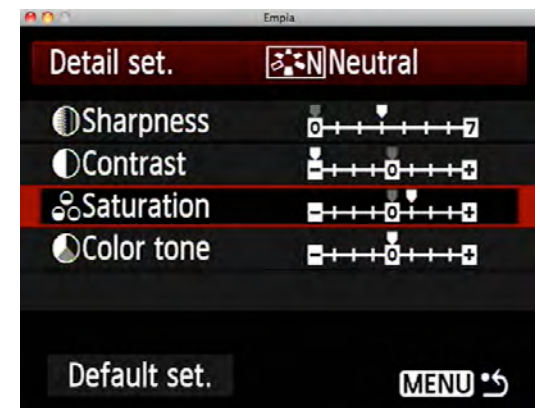 Empia
Detail set. N Neutral
Sharpness 0 7
Contrast - 0 +
Saturation - 0 +
Color tone - 0 +
Default set. MENU